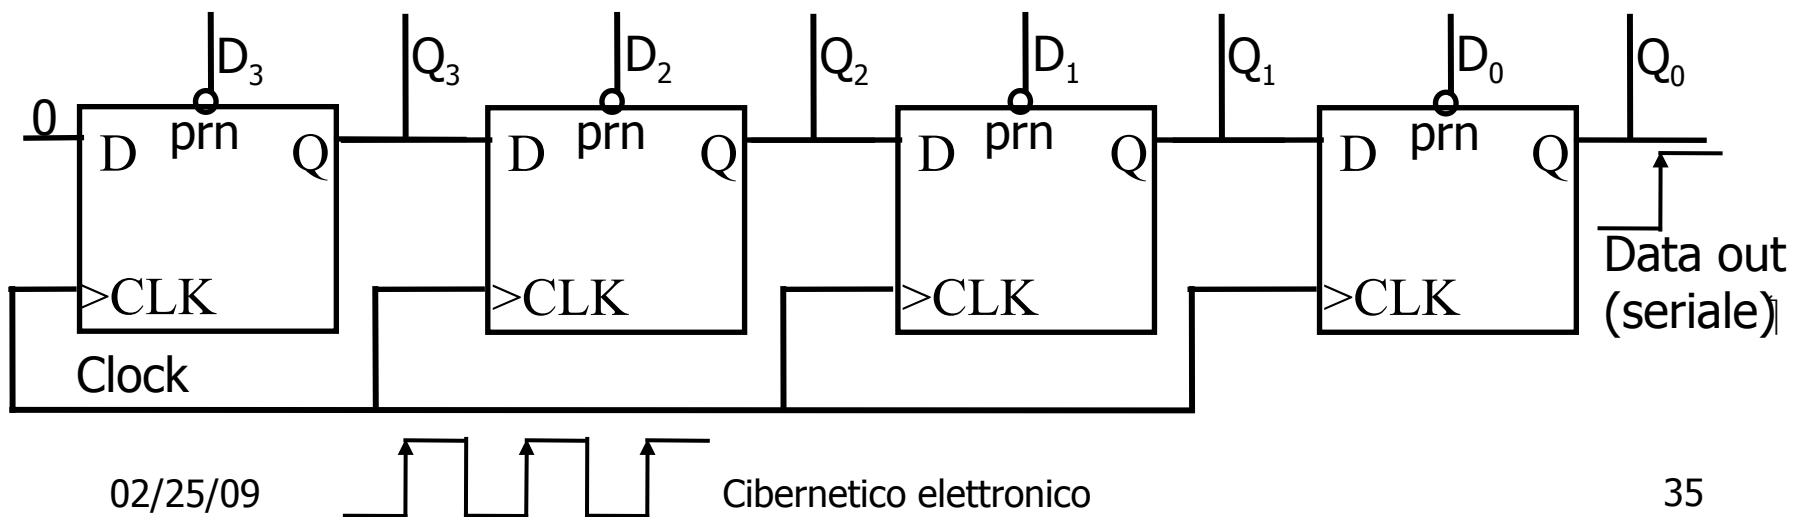 D₃ Q₃ D₂ Q₂ D₁ Q₁ D₀ Q₀
0
D prn Q D prn Q D prn Q D prn Q
>CLK >CLK >CLK >CLK
Data out
(seriale)
Clock
02/25/09 Cibernetico elettronico 35